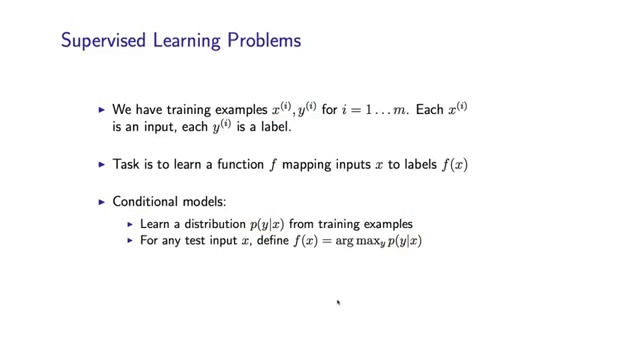 Supervised Learning Problems
▶ We have training examples x^(i), y^(i) for i = 1 … m. Each x^(i)
is an input, each y^(i) is a label.
▶ Task is to learn a function f mapping inputs x to labels f(x)
▶ Conditional models:
▶ Learn a distribution p(y|x) from training examples
▶ For any test input x, define f(x) = arg max_y p(y|x)